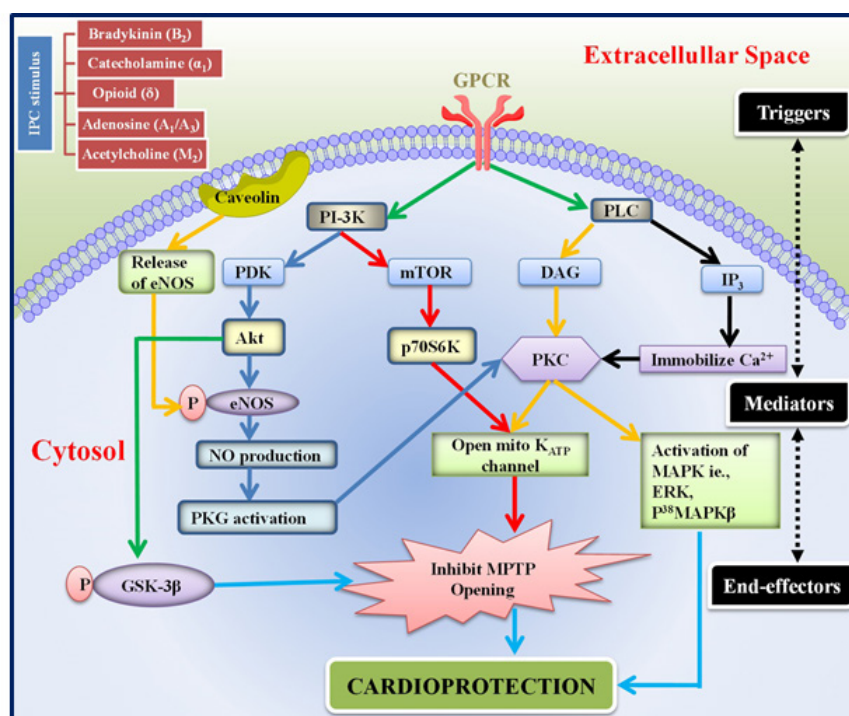 IPC stimulus
Bradykinin (B₂)
Catecholamine (α₁)
Opioid (δ)
Adenosine (A₁/A₃)
Acetylcholine (M₂)
Extracellullar Space
GPCR
Triggers
Caveolin
PI-3K
PLC
Release
of eNOS
PDK
mTOR
DAG
IP₃
Akt
p70S6K
PKC
Immobilize Ca²⁺
P
eNOS
Mediators
Cytosol
NO production
Open mito K_ATP
channel
Activation of
MAPK ie.,
ERK,
P³⁸MAPKβ
PKG activation
Inhibit MPTP
Opening
P
GSK-3β
End-effectors
CARDIOPROTECTION